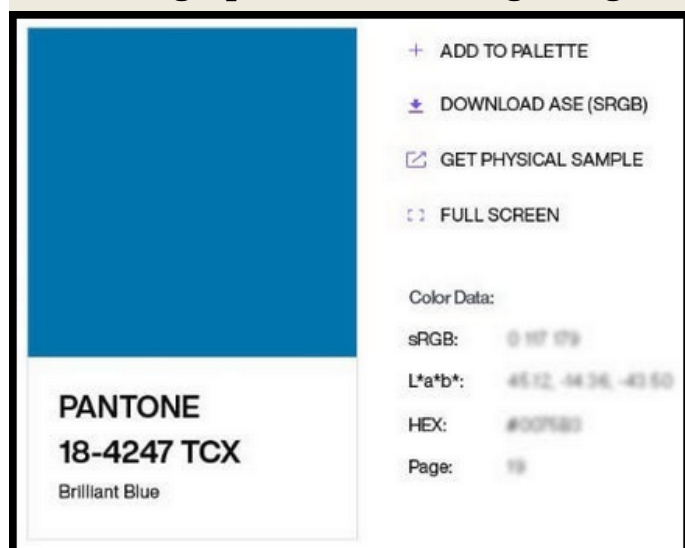 + ADD TO PALETTE
DOWNLOAD ASE (SRGB)
GET PHYSICAL SAMPLE
FULL SCREEN
Color Data:
sRGB:
L*a*b*:
HEX:
Page:
PANTONE
18-4247 TCX
Brilliant Blue